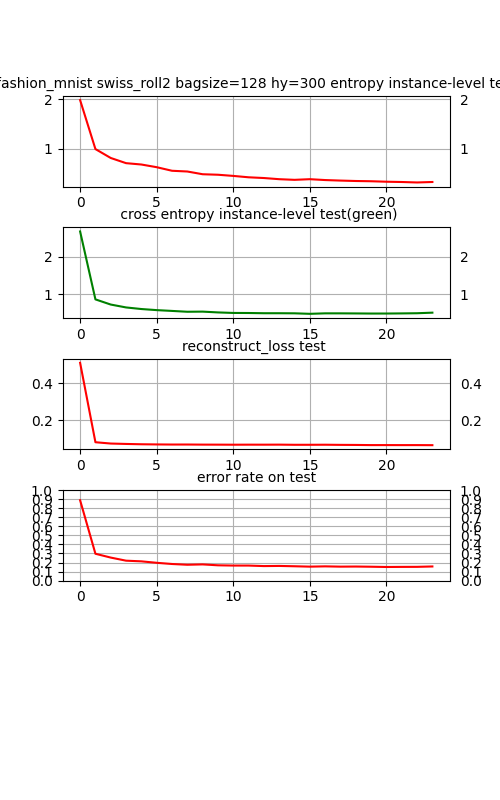 fashion_mnist swiss_roll2 bagsize=128 hy=300 entropy instance-level
2 2
1 1
0 5 10 15 20
cross entropy instance-level test(green)
2 2
1 1
0 5 10 15 20
reconstruct_loss test
0.4 0.4
0.2 0.2
0 5 10 15 20
error rate on test
1.0 1.0
0.9 0.9
0.8 0.8
0.7 0.7
0.6 0.6
0.5 0.5
0.4 0.4
0.3 0.3
0.2 0.2
0.1 0.1
0.0 0.0
0 5 10 15 20